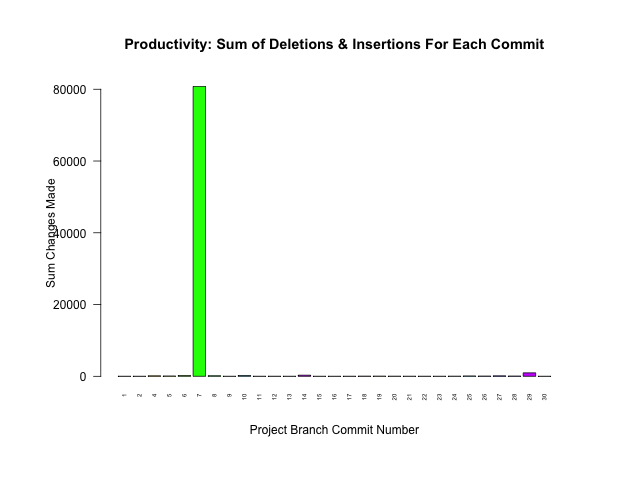 Productivity: Sum of Deletions & Insertions For Each Commit
Sum Changes Made
80000
60000
40000
20000
0
1 2 4 5 6 7 8 9 10 11 12 13 14 15 16 17 18 19 20 21 22 23 24 25 26 27 28 29 30
Project Branch Commit Number